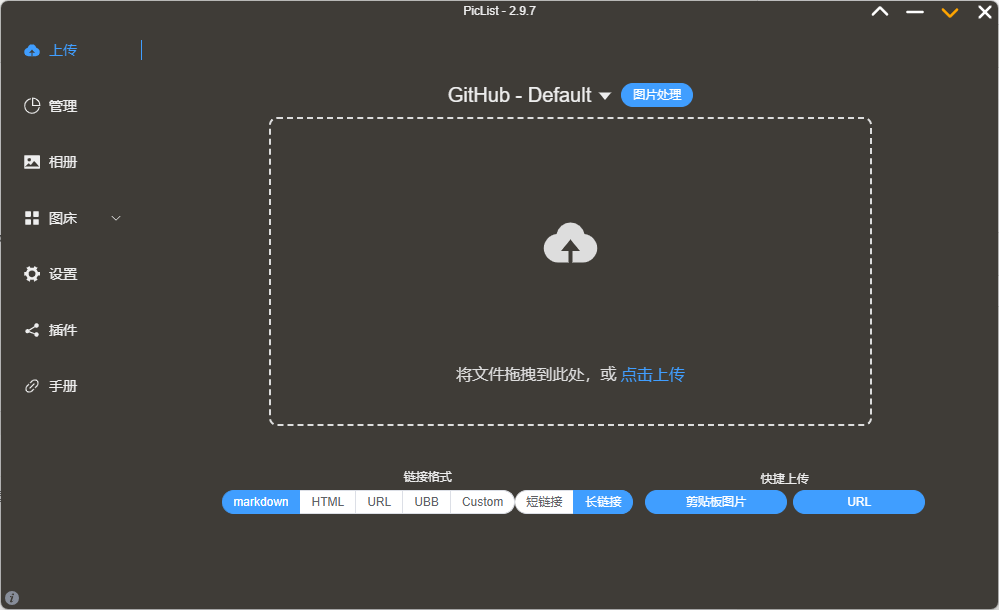 PicList - 2.9.7
上传
管理
相册
图床
设置
插件
手册
GitHub - Default
图片处理
将文件拖拽到此处，或 点击上传
链接格式
markdown HTML URL UBB Custom 短链接 长链接
快捷上传
剪贴板图片 URL